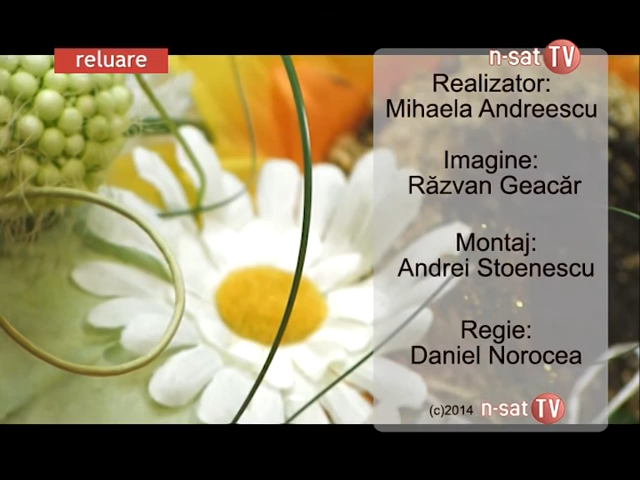 reluare
n-sat TV
Realizator:
Mihaela Andreescu
Imagine:
Răzvan Geacăr
Montaj:
Andrei Stoenescu
Regie:
Daniel Norocea
(c)2014 n-sat TV